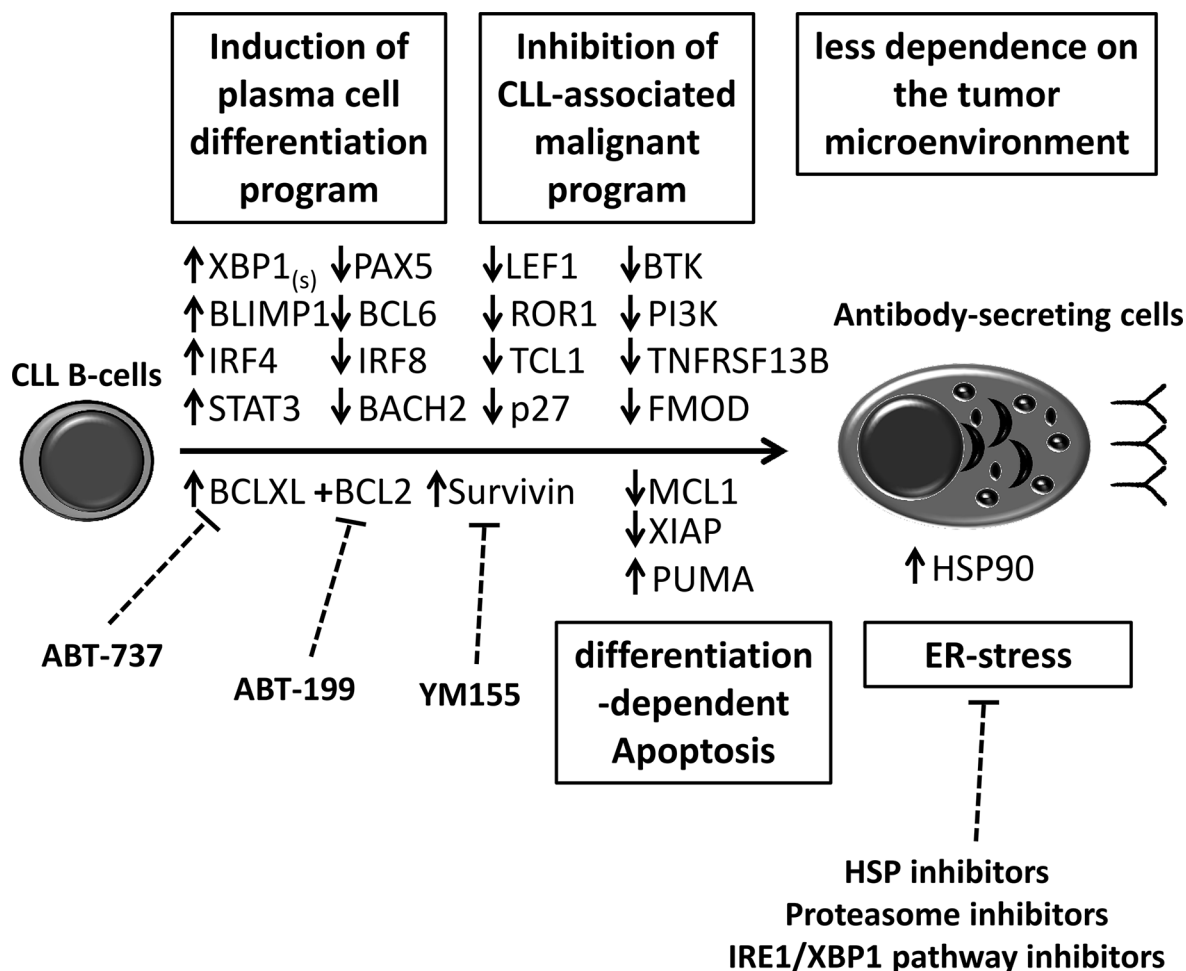 Induction of
plasma cell
differentiation
program
Inhibition of
CLL-associated
malignant
program
less dependence on
the tumor
microenvironment
↑XBP1(s) ↓PAX5 ↓LEF1 ↓BTK
↑BLIMP1 ↓BCL6 ↓ROR1 ↓PI3K
↑IRF4 ↓IRF8 ↓TCL1 ↓TNFRSF13B
↑STAT3 ↓BACH2 ↓p27 ↓FMOD
CLL B-cells
Antibody-secreting cells
↑BCLXL +BCL2 ↑Survivin ↓MCL1
↓XIAP
↑PUMA
↑HSP90
ABT-737
ABT-199
YM155
differentiation
-dependent
Apoptosis
ER-stress
HSP inhibitors
Proteasome inhibitors
IRE1/XBP1 pathway inhibitors